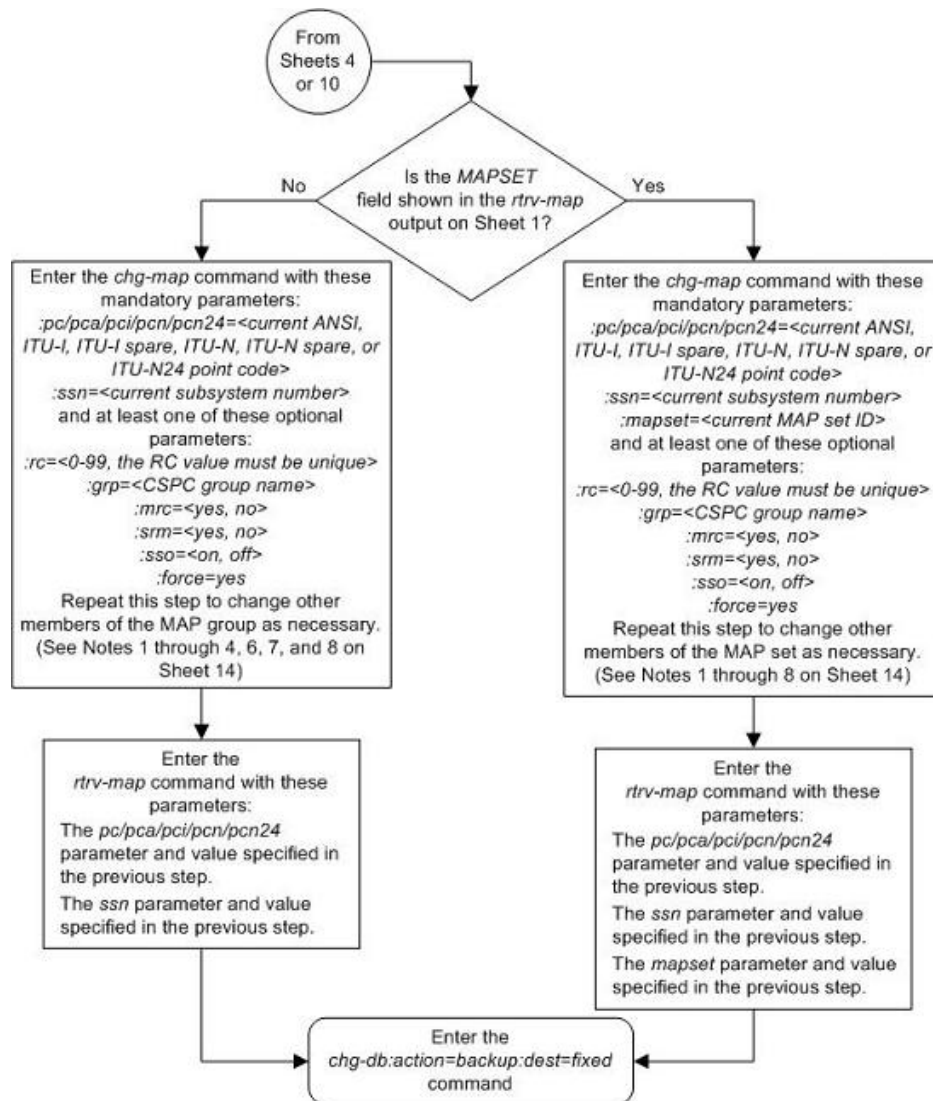 From
Sheets 4
or 10
Is the MAPSET
field shown in the rtrv-map
output on Sheet 1?
No
Yes
Enter the chg-map command with these
mandatory parameters:
:pc/pca/pci/pcn/pcn24=<current ANSI,
ITU-I, ITU-I spare, ITU-N, ITU-N spare, or
ITU-N24 point code>
:ssn=<current subsystem number>
and at least one of these optional
parameters:
:rc=<0-99, the RC value must be unique>
:grp=<CSPC group name>
:mrc=<yes, no>
:srm=<yes, no>
:sso=<on, off>
:force=yes
Repeat this step to change other
members of the MAP group as necessary.
(See Notes 1 through 4, 6, 7, and 8 on
Sheet 14)
Enter the chg-map command with these
mandatory parameters:
:pc/pca/pci/pcn/pcn24=<current ANSI,
ITU-I, ITU-I spare, ITU-N, ITU-N spare, or
ITU-N24 point code>
:ssn=<current subsystem number>
:mapset=<current MAP set ID>
and at least one of these optional
parameters:
:rc=<0-99, the RC value must be unique>
:grp=<CSPC group name>
:mrc=<yes, no>
:srm=<yes, no>
:sso=<on, off>
:force=yes
Repeat this step to change other
members of the MAP set as necessary.
(See Notes 1 through 8 on Sheet 14)
Enter the
rtrv-map command with these
parameters:
The pc/pca/pci/pcn/pcn24
parameter and value specified in
the previous step.
The ssn parameter and value
specified in the previous step.
Enter the
rtrv-map command with these
parameters:
The pc/pca/pci/pcn/pcn24
parameter and value specified in
the previous step.
The ssn parameter and value
specified in the previous step.
The mapset parameter and value
specified in the previous step.
Enter the
chg-db:action=backup:dest=fixed
command